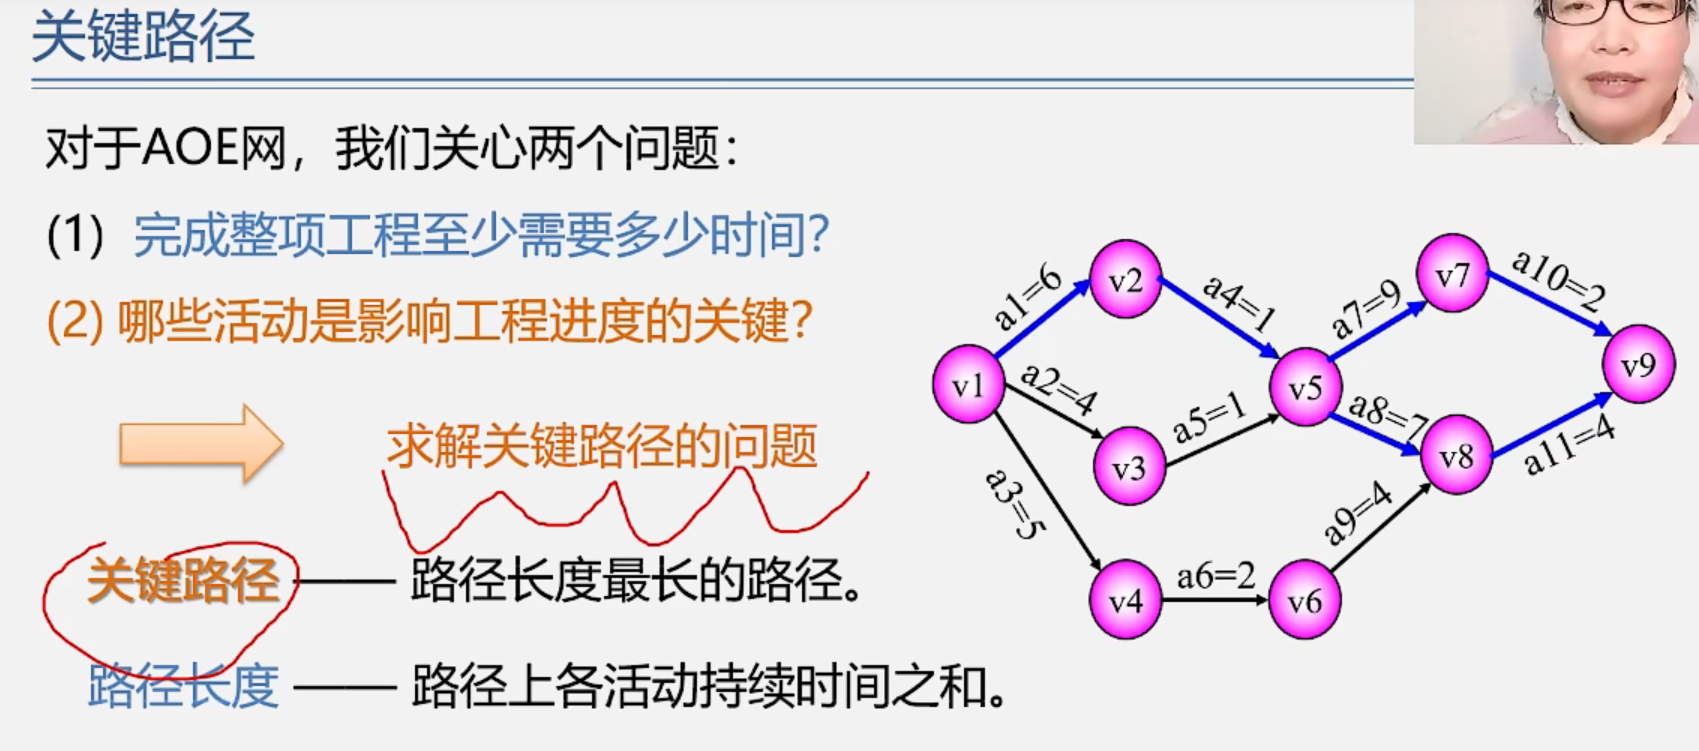 关键路径
对于AOE网，我们关心两个问题：
(1) 完成整项工程至少需要多少时间？
(2) 哪些活动是影响工程进度的关键？
求解关键路径的问题
关键路径 —— 路径长度最长的路径。
路径长度 —— 路径上各活动持续时间之和。
v1
v2
v3
v4
v5
v6
v7
v8
v9
a1=6
a2=4
a3=5
a4=1
a5=1
a6=2
a7=9
a8=7
a9=4
a10=2
a11=4